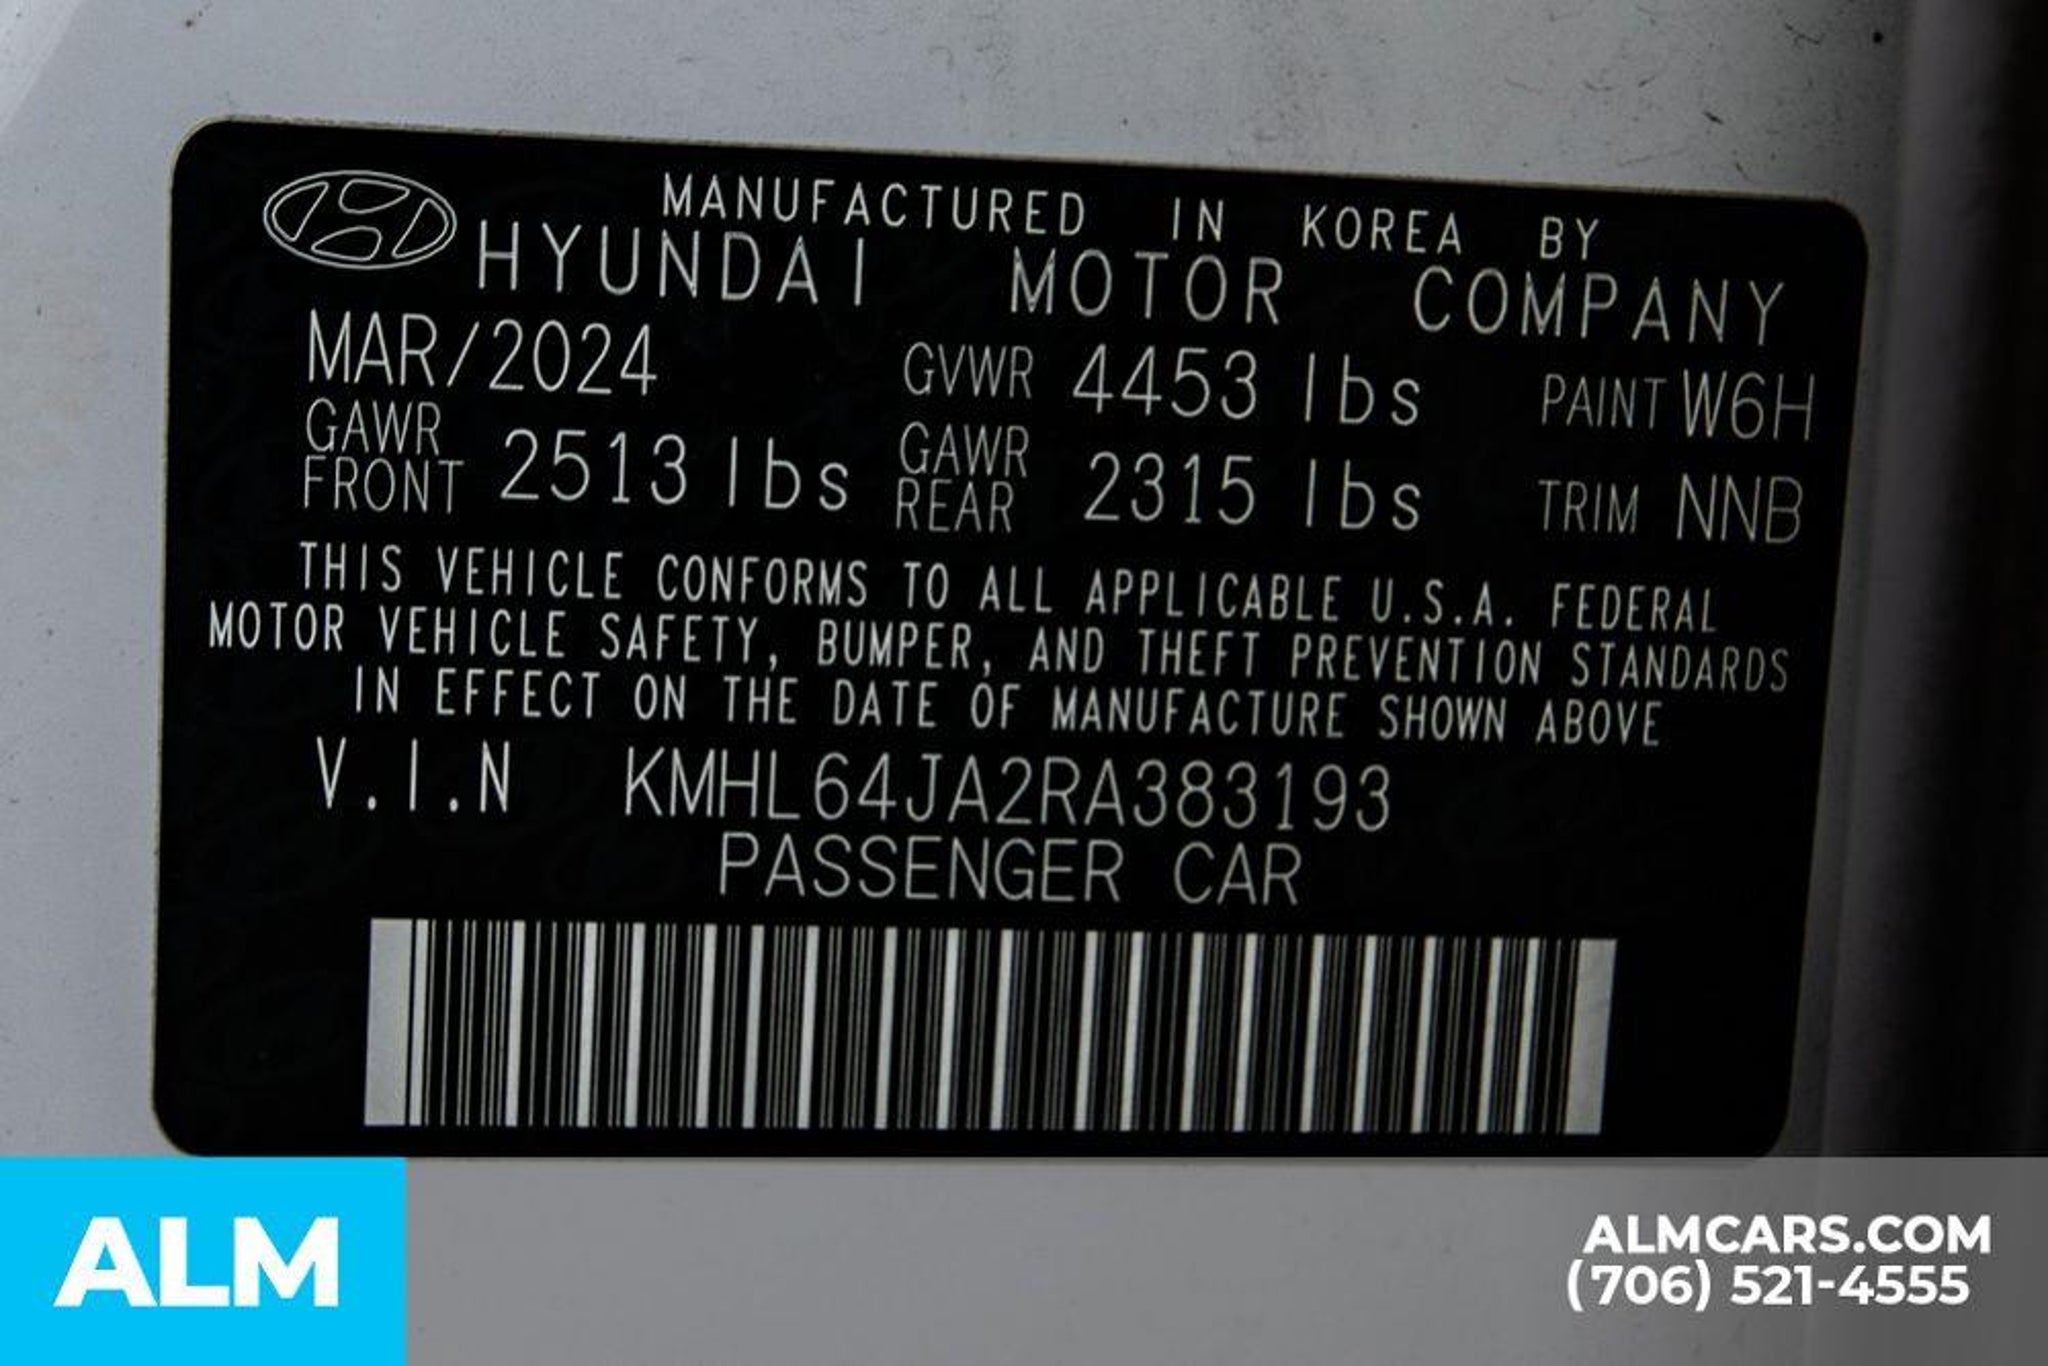 MANUFACTURED IN KOREA BY
HYUNDAI MOTOR COMPANY
MAR/2024 GVWR 4453 lbs PAINT W6H
GAWR FRONT 2513 lbs GAWR REAR 2315 lbs TRIM NNB
THIS VEHICLE CONFORMS TO ALL APPLICABLE U.S.A. FEDERAL
MOTOR VEHICLE SAFETY, BUMPER, AND THEFT PREVENTION STANDARDS
IN EFFECT ON THE DATE OF MANUFACTURE SHOWN ABOVE
V.I.N KMHL64JA2RA383193
PASSENGER CAR
ALM
ALMCARS.COM
(706) 521-4555